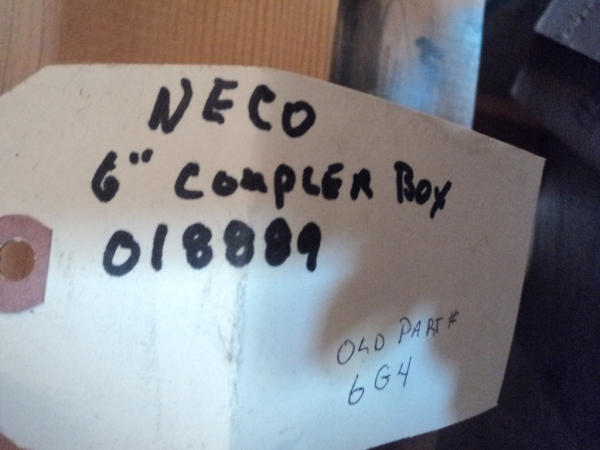 NECO
6" COUPLER BOX
018889
OLD PART #
6G4